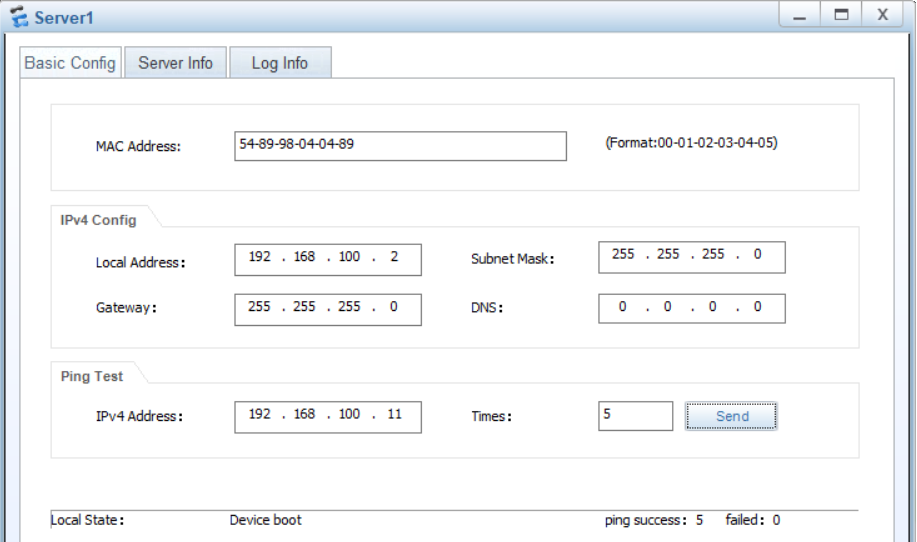 Server1
Basic Config Server Info Log Info
MAC Address: 54-89-98-04-04-89 (Format:00-01-02-03-04-05)
IPv4 Config
Local Address: 192 . 168 . 100 . 2 Subnet Mask: 255 . 255 . 255 . 0
Gateway: 255 . 255 . 255 . 0 DNS: 0 . 0 . 0 . 0
Ping Test
IPv4 Address: 192 . 168 . 100 . 11 Times: 5 Send
Local State: Device boot ping success: 5 failed: 0